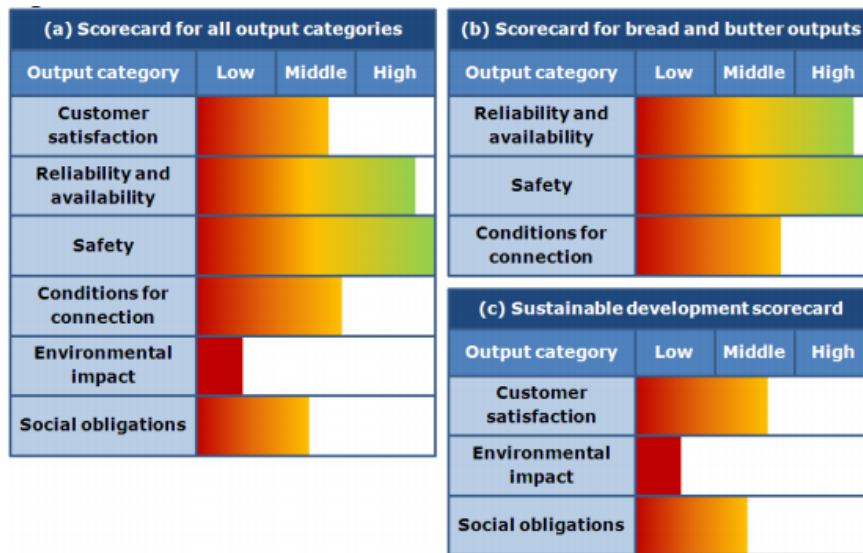 (a) Scorecard for all output categories
Output category Low Middle High
Customer
satisfaction
Reliability and
availability
Safety
Conditions for
connection
Environmental
impact
Social obligations
(b) Scorecard for bread and butter outputs
Output category Low Middle High
Reliability and
availability
Safety
Conditions for
connection
(c) Sustainable development scorecard
Output category Low Middle High
Customer
satisfaction
Environmental
impact
Social obligations